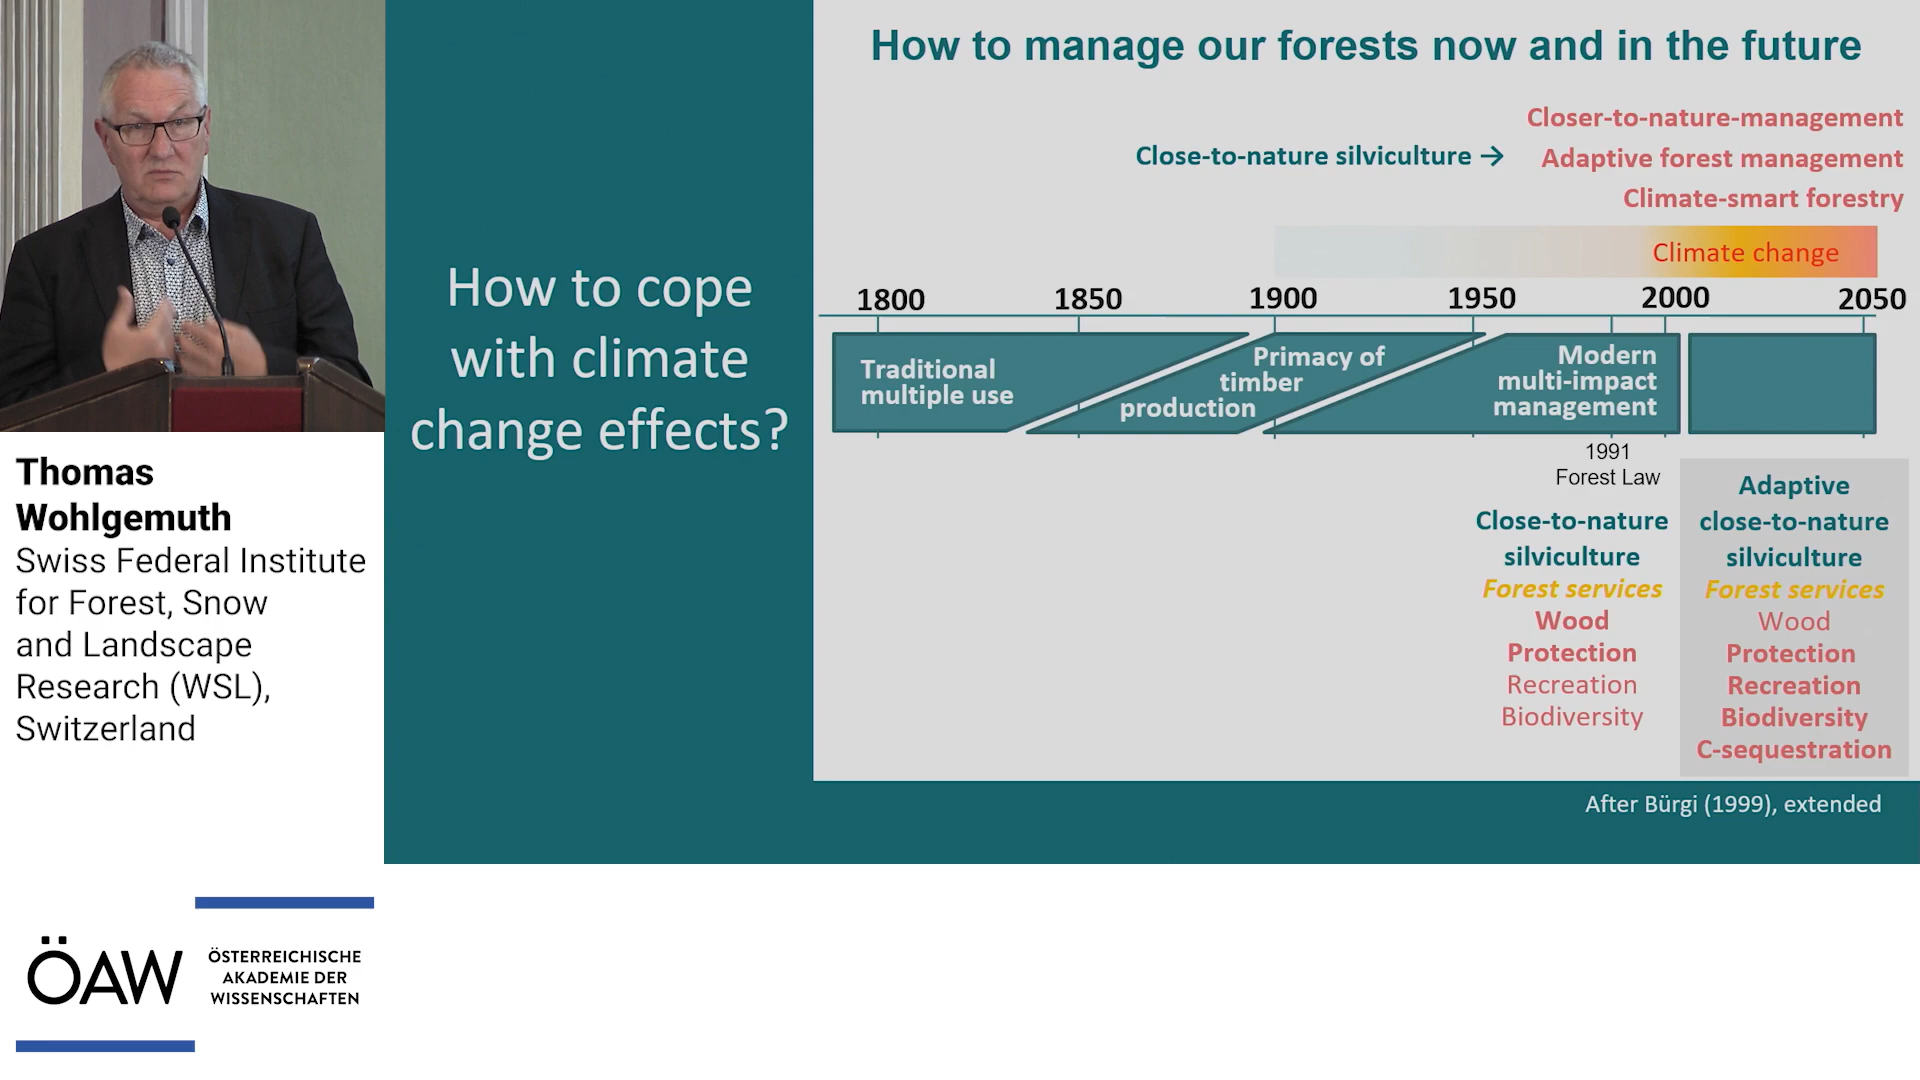 Thomas
Wohlgemuth
Swiss Federal Institute
for Forest, Snow
and Landscape
Research (WSL),
Switzerland
ÖAW
ÖSTERREICHISCHE
AKADEMIE DER
WISSENSCHAFTEN
How to cope
with climate
change effects?
How to manage our forests now and in the future
Close-to-nature silviculture →
Closer-to-nature-management
Adaptive forest management
Climate-smart forestry
Climate change
1800 1850 1900 1950 2000 2050
Traditional
multiple use
Primacy of
timber
production
Modern
multi-impact
management
1991
Forest Law
Close-to-nature
silviculture
Forest services
Wood
Protection
Recreation
Biodiversity
Adaptive
close-to-nature
silviculture
Forest services
Wood
Protection
Recreation
Biodiversity
C-sequestration
After Bürgi (1999), extended